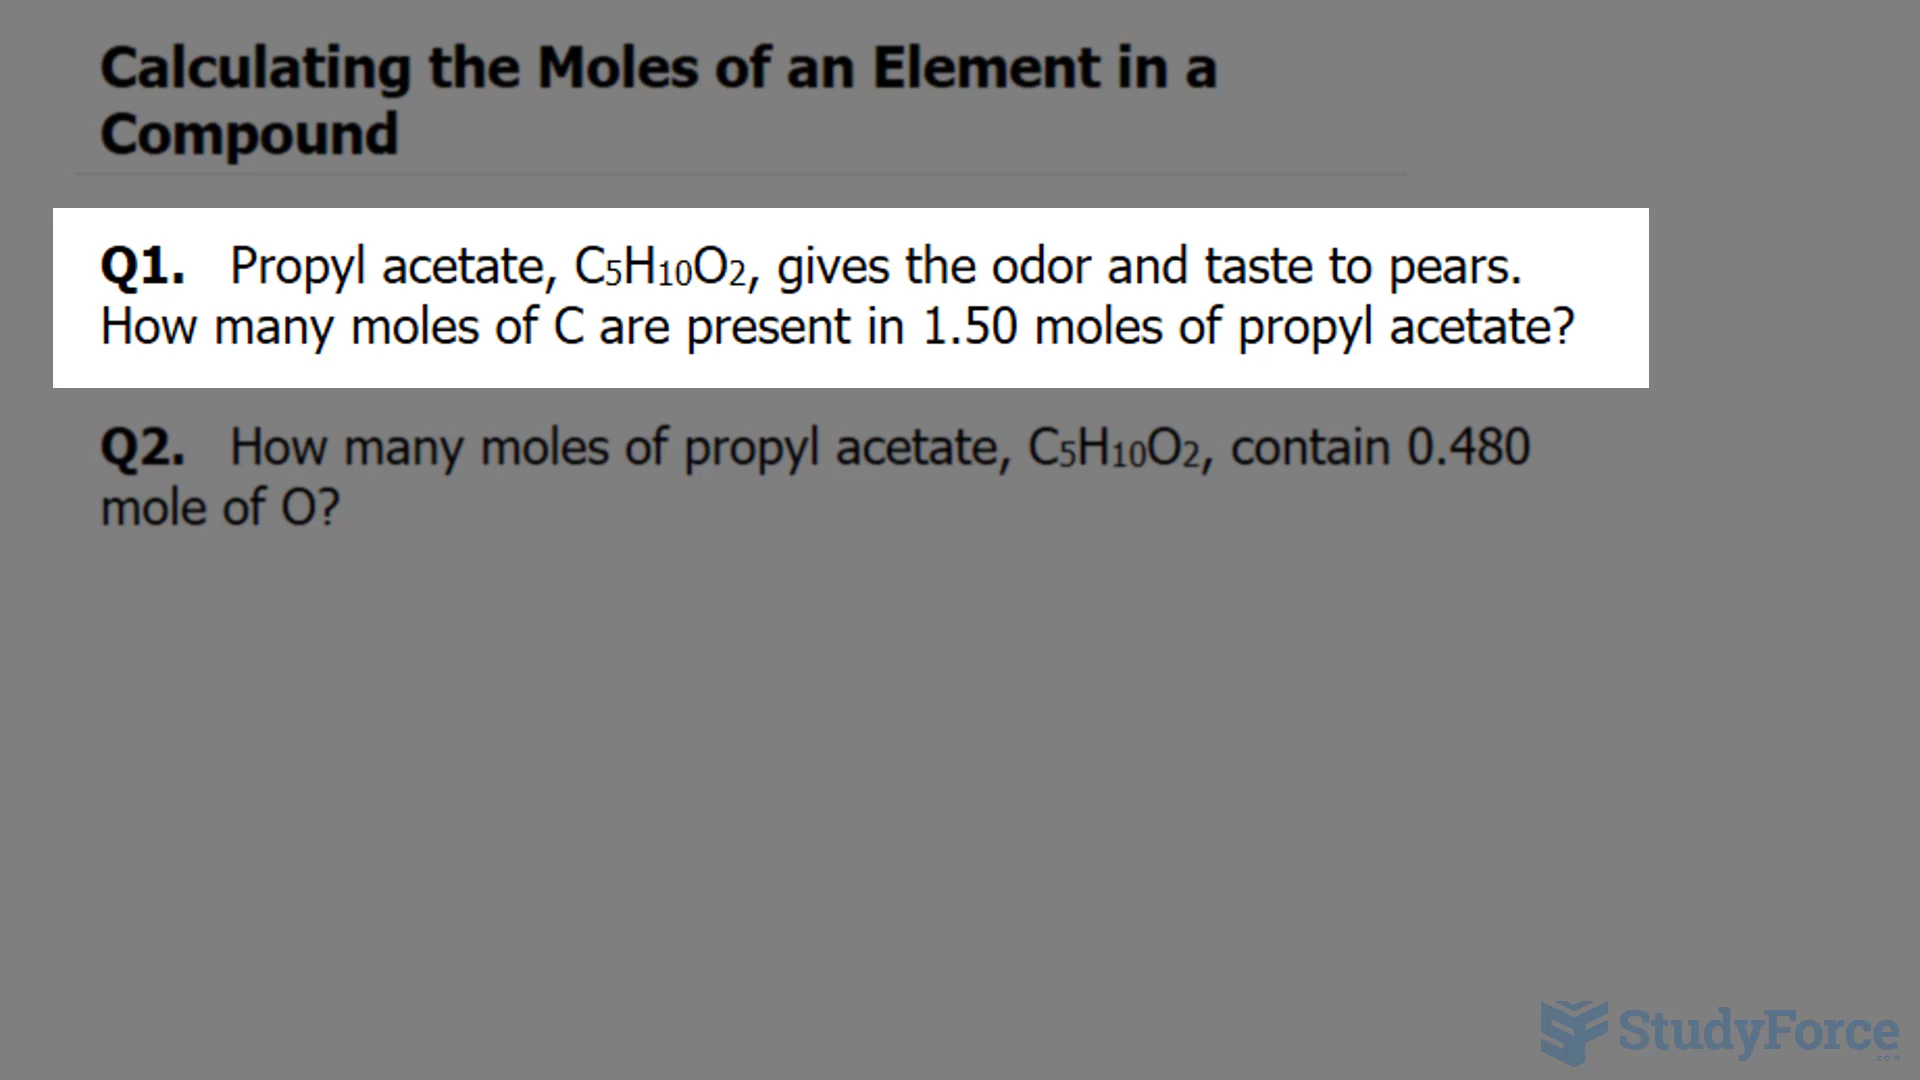 Calculating the Moles of an Element in a
Compound
Q1. Propyl acetate, C₅H₁₀O₂, gives the odor and taste to pears.
How many moles of C are present in 1.50 moles of propyl acetate?
Q2. How many moles of propyl acetate, C₅H₁₀O₂, contain 0.480
mole of O?
StudyForce
.COM